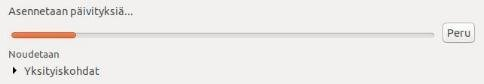 Asennetaan päivityksiä...
Peru
Noudetaan
Yksityiskohdat